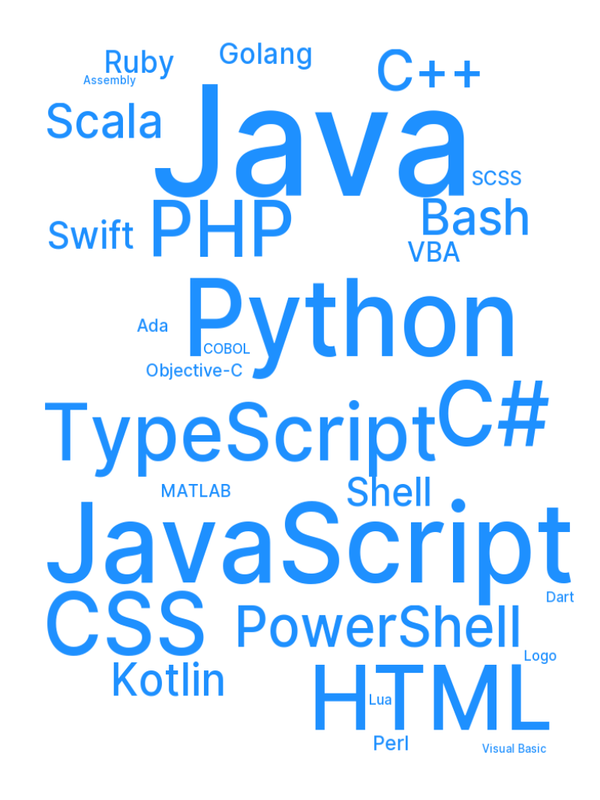 Ruby
Golang
C++
Assembly
Scala
Java
SCSS
PHP
Bash
Swift
VBA
Python
Ada
COBOL
Objective-C
TypeScript
C#
MATLAB
Shell
JavaScript
Dart
CSS
PowerShell
Logo
Kotlin
HTML
Lua
Perl
Visual Basic